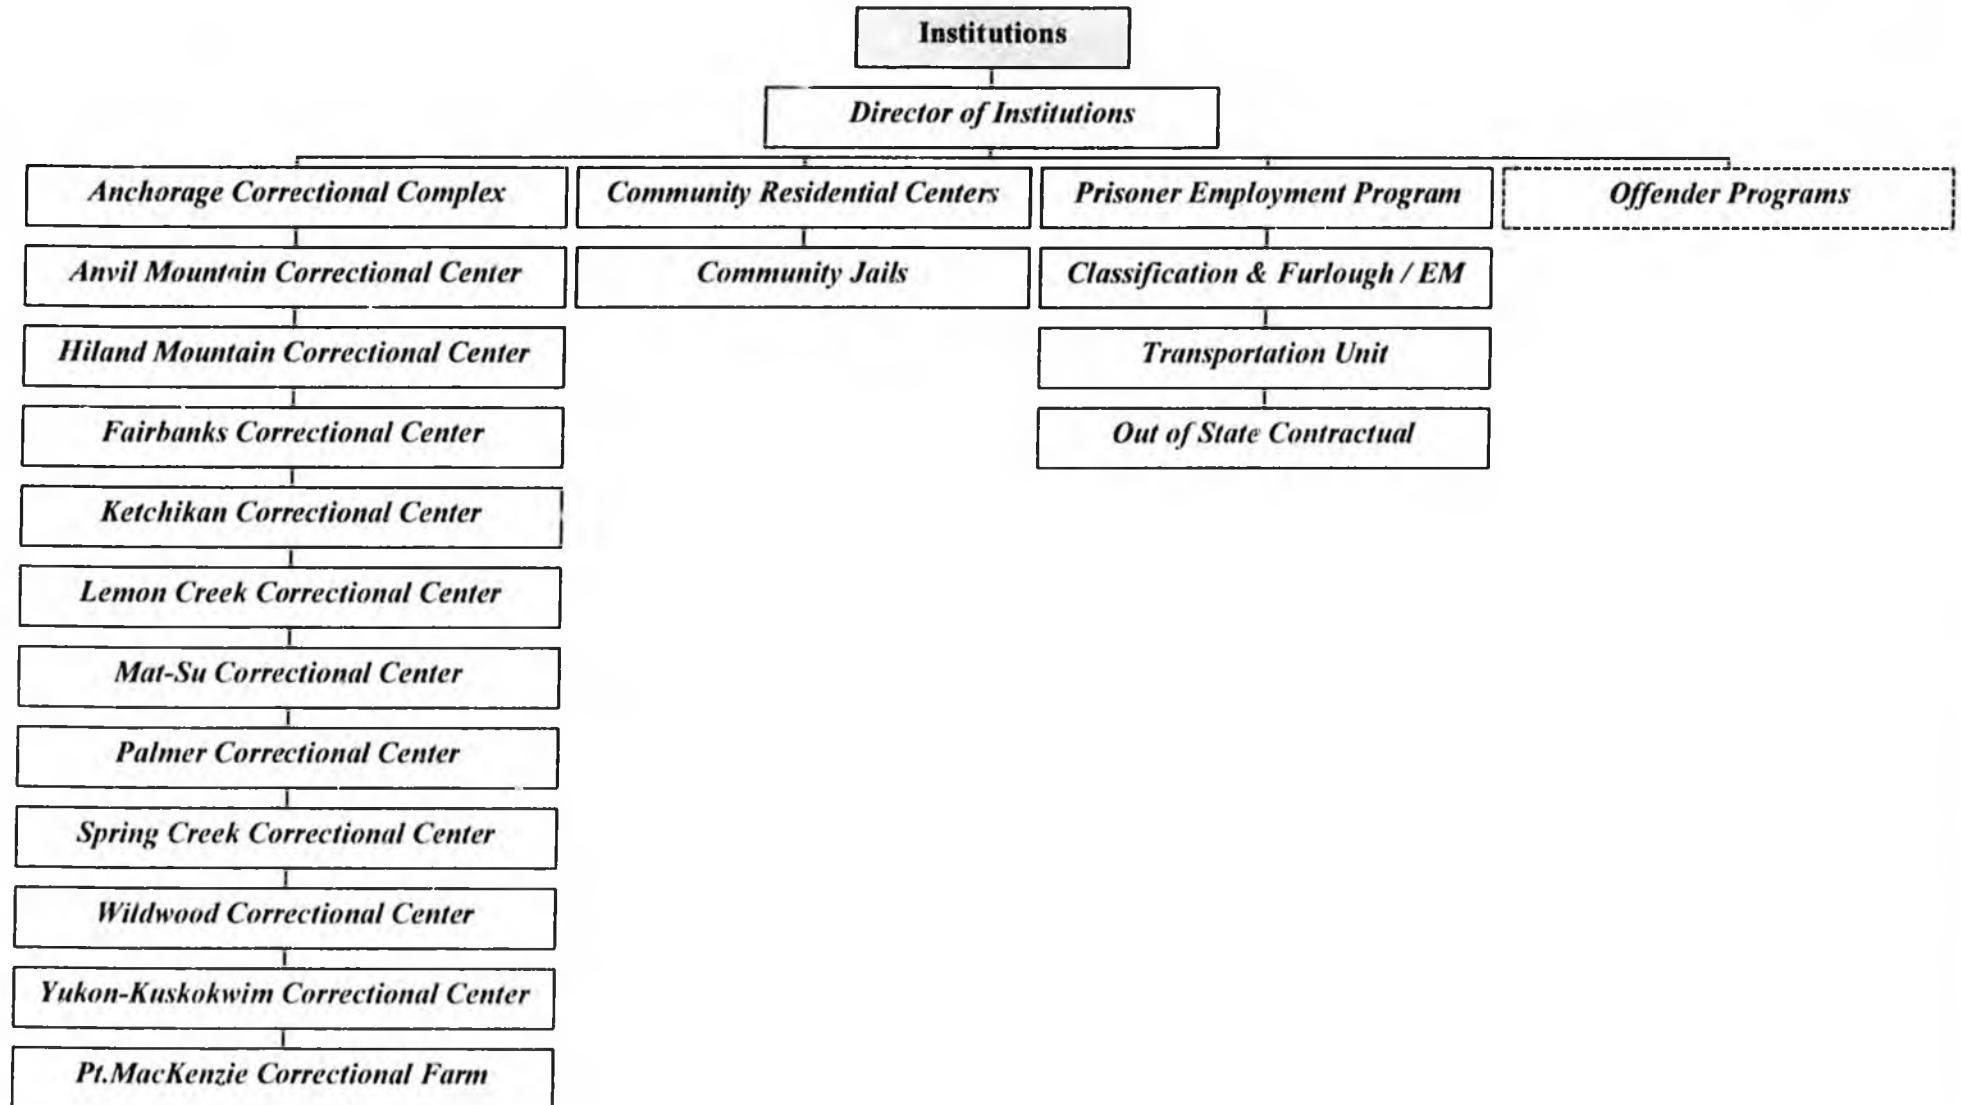 Institutions
Director of Institutions
Anchorage Correctional Complex
Anvil Mountain Correctional Center
Hiland Mountain Correctional Center
Fairbanks Correctional Center
Ketchikan Correctional Center
Lemon Creek Correctional Center
Mat-Su Correctional Center
Palmer Correctional Center
Spring Creek Correctional Center
Wildwood Correctional Center
Yukon-Kuskokwim Correctional Center
Pt.MacKenzie Correctional Farm
Community Residential Centers
Community Jails
Prisoner Employment Program
Classification & Furlough / EM
Transportation Unit
Out of State Contractual
Offender Programs